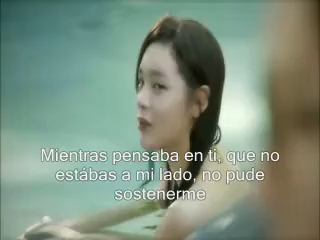 Mientras pensaba en ti, que no
estábas a mi lado, no pude
sostenerme